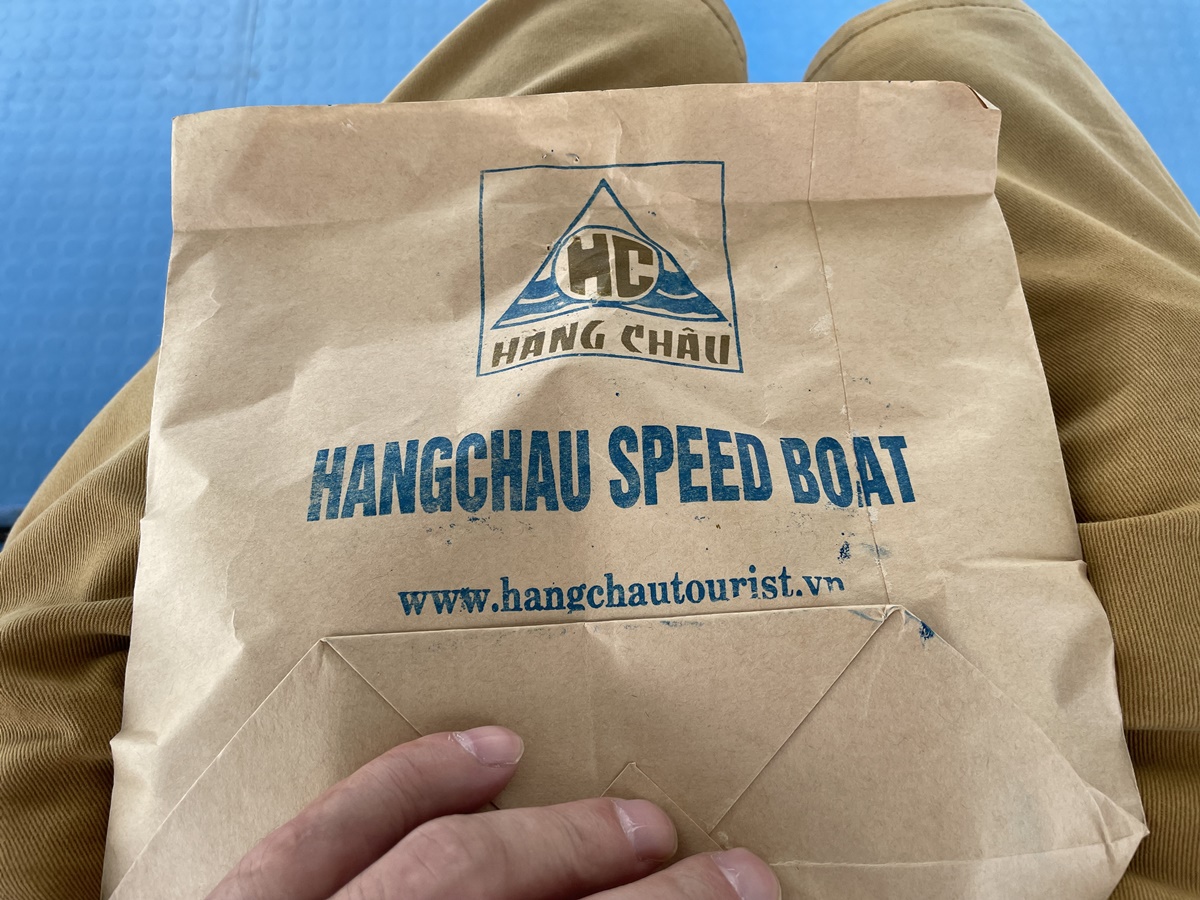 HC
HÀNG CHÂU
HANGCHAU SPEED BOAT
www.hangchautourist.vn